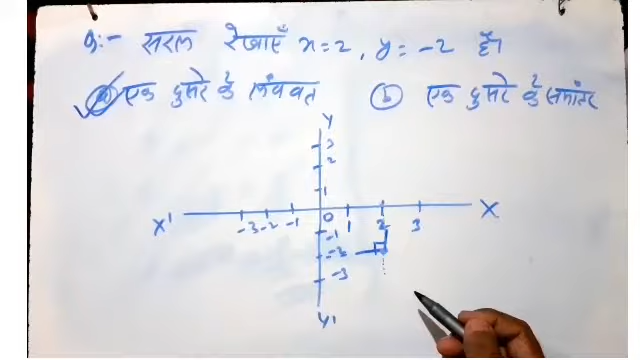 प्र:- सरल रेखाएँ x=2, y= -2 हैं।
(a) एक दुसरे के लंबवत (b) एक दुसरे के समांतर
Y
3
2
1
X' -3 -2 -1 0 1 2 3 X
-1
-2
-3
Y'